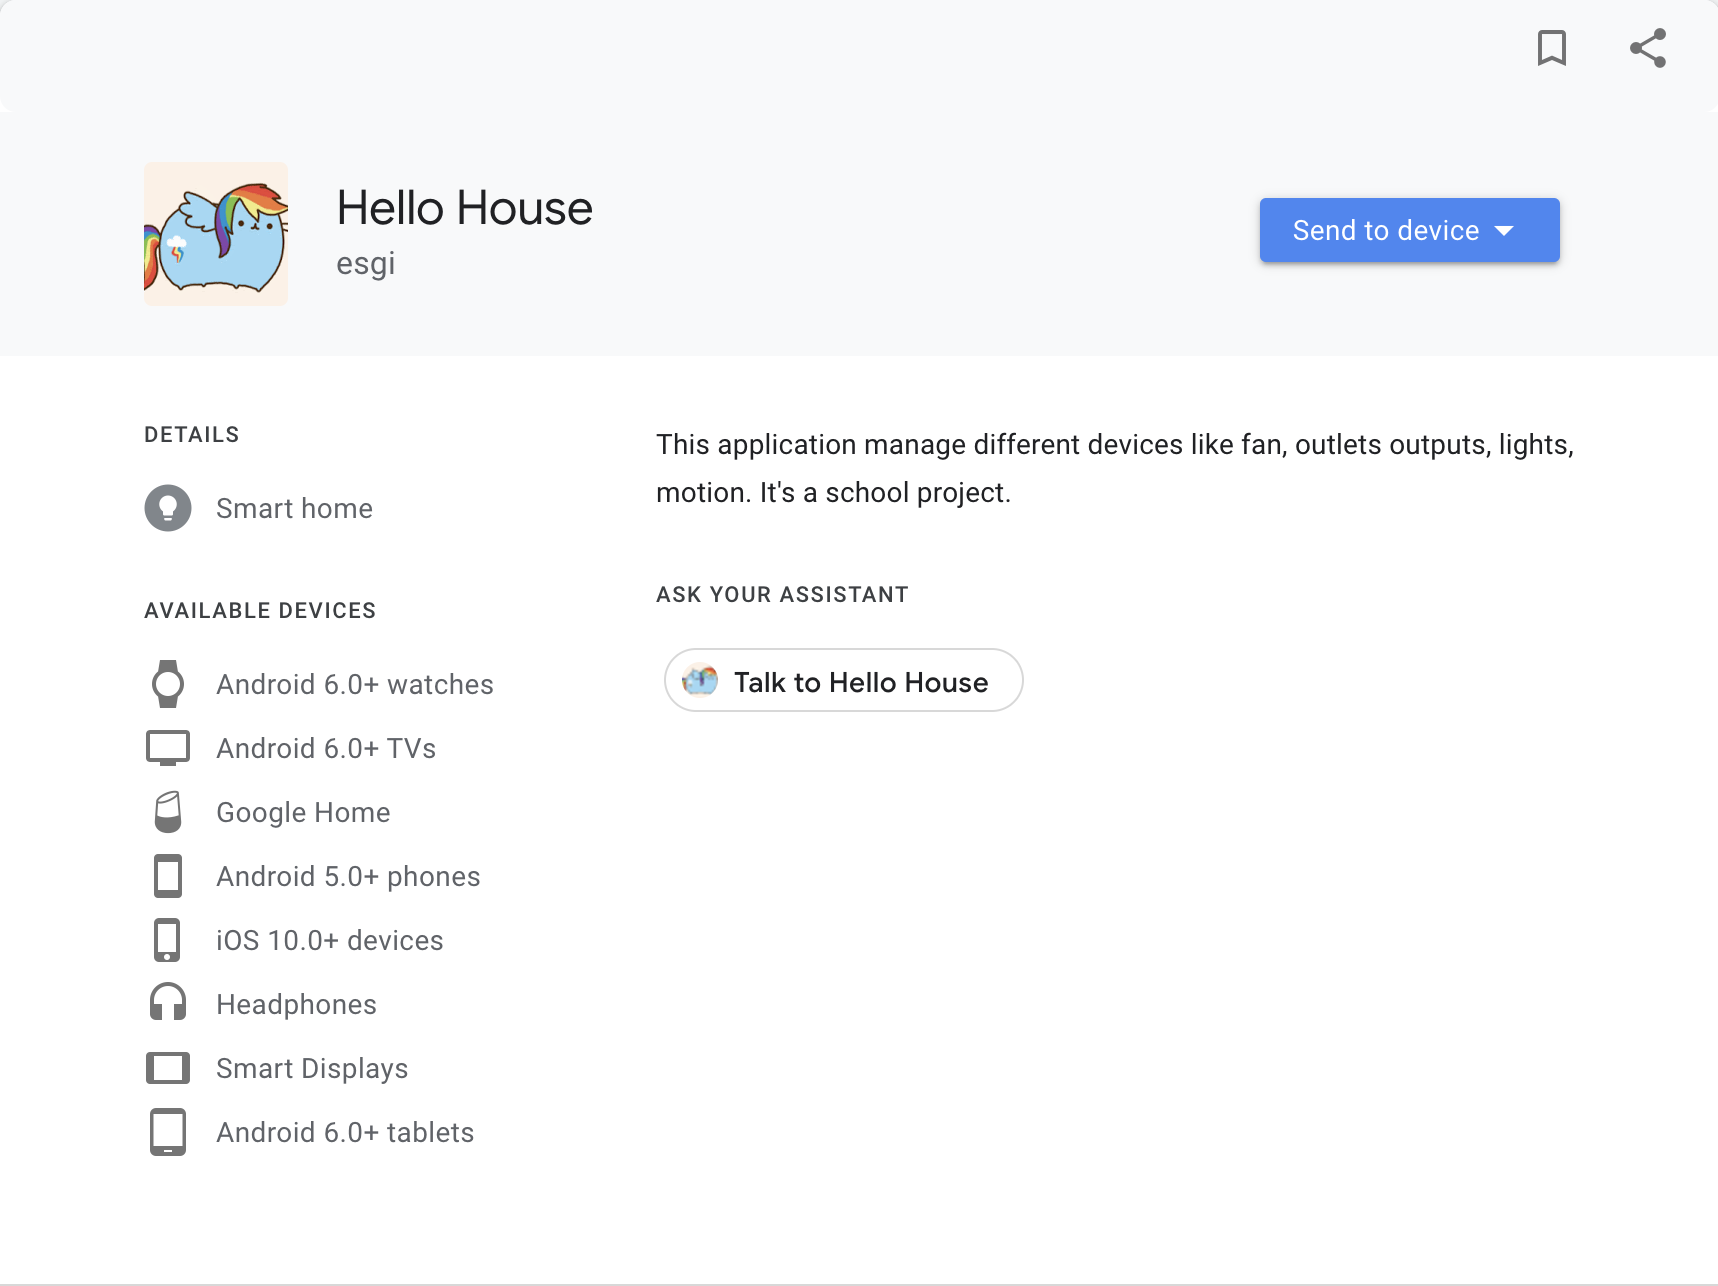 Hello House
esgi
Send to device
DETAILS
Smart home
AVAILABLE DEVICES
Android 6.0+ watches
Android 6.0+ TVs
Google Home
Android 5.0+ phones
iOS 10.0+ devices
Headphones
Smart Displays
Android 6.0+ tablets
This application manage different devices like fan, outlets outputs, lights,
motion. It's a school project.
ASK YOUR ASSISTANT
Talk to Hello House